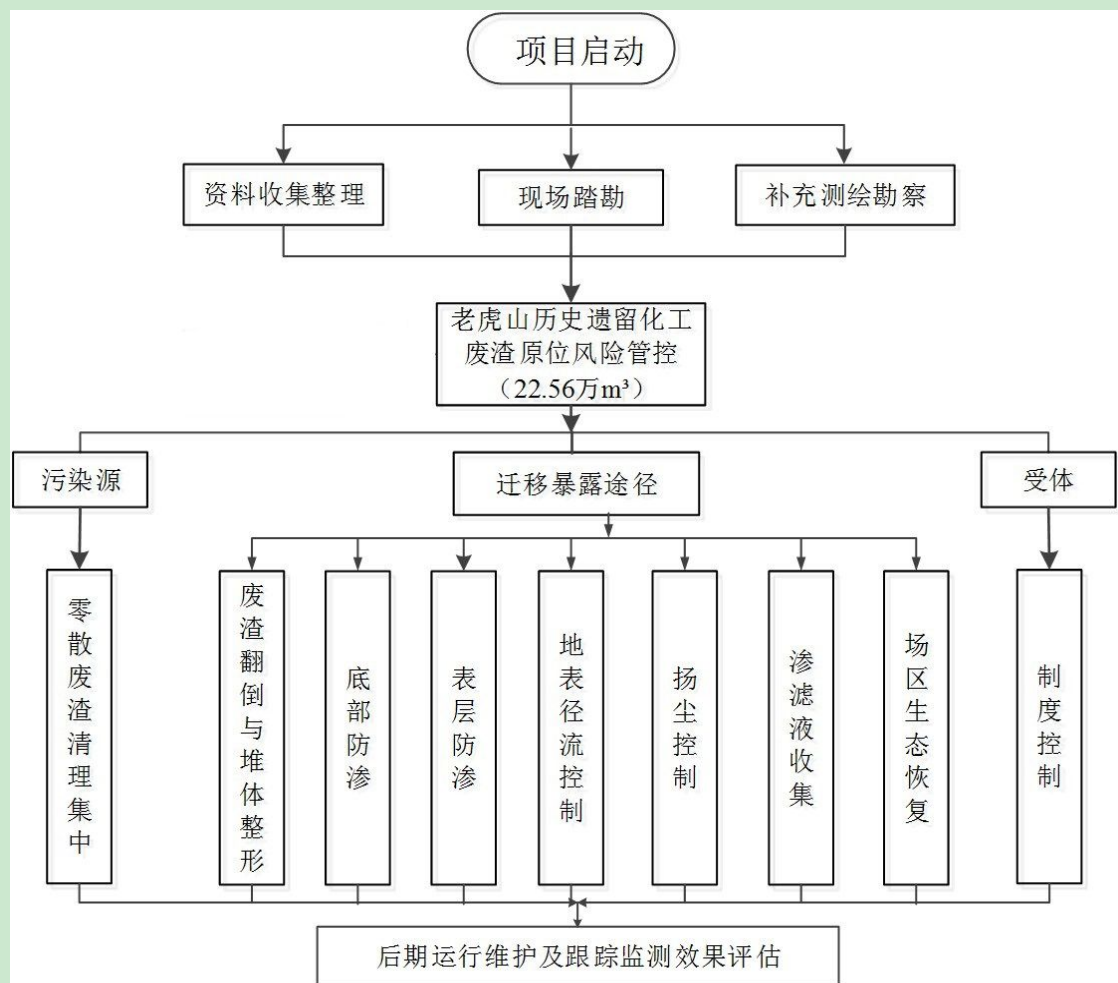 项目启动
资料收集整理
现场踏勘
补充测绘勘察
老虎山历史遗留化工
废渣原位风险管控
（22.56万m³）
污染源
迁移暴露途径
受体
零散废渣清理集中
废渣翻倒与堆体整形
底部防渗
表层防渗
地表径流控制
扬尘控制
渗滤液收集
场区生态恢复
制度控制
后期运行维护及跟踪监测效果评估